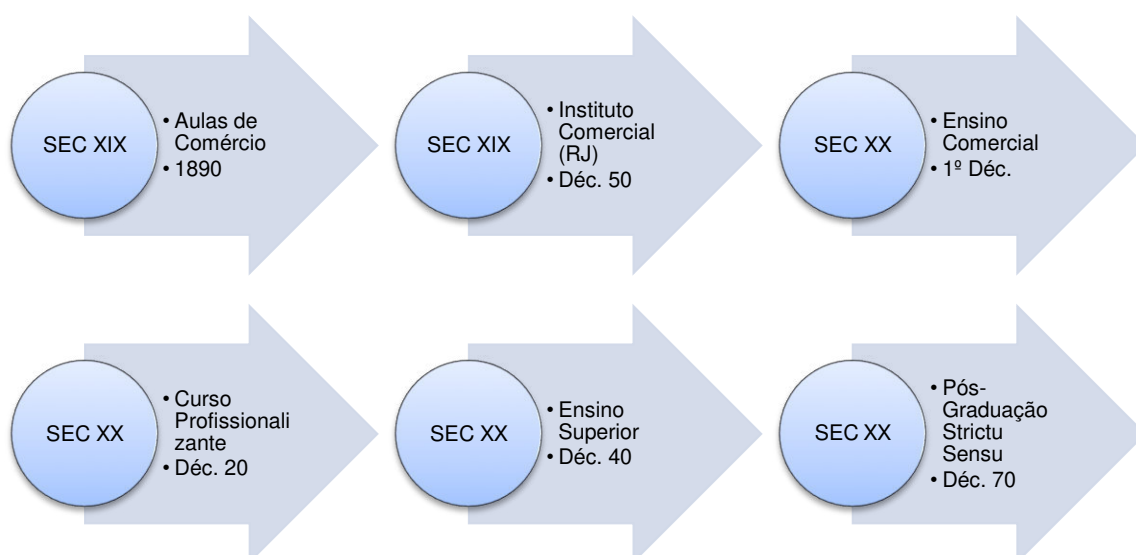 SEC XIX
• Aulas de
Comércio
• 1890
SEC XIX
• Instituto
Comercial
(RJ)
• Déc. 50
SEC XX
• Ensino
Comercial
• 1º Déc.
SEC XX
• Curso
Profissionali
zante
• Déc. 20
SEC XX
• Ensino
Superior
• Déc. 40
SEC XX
• Pós-
Graduação
Strictu
Sensu
• Déc. 70